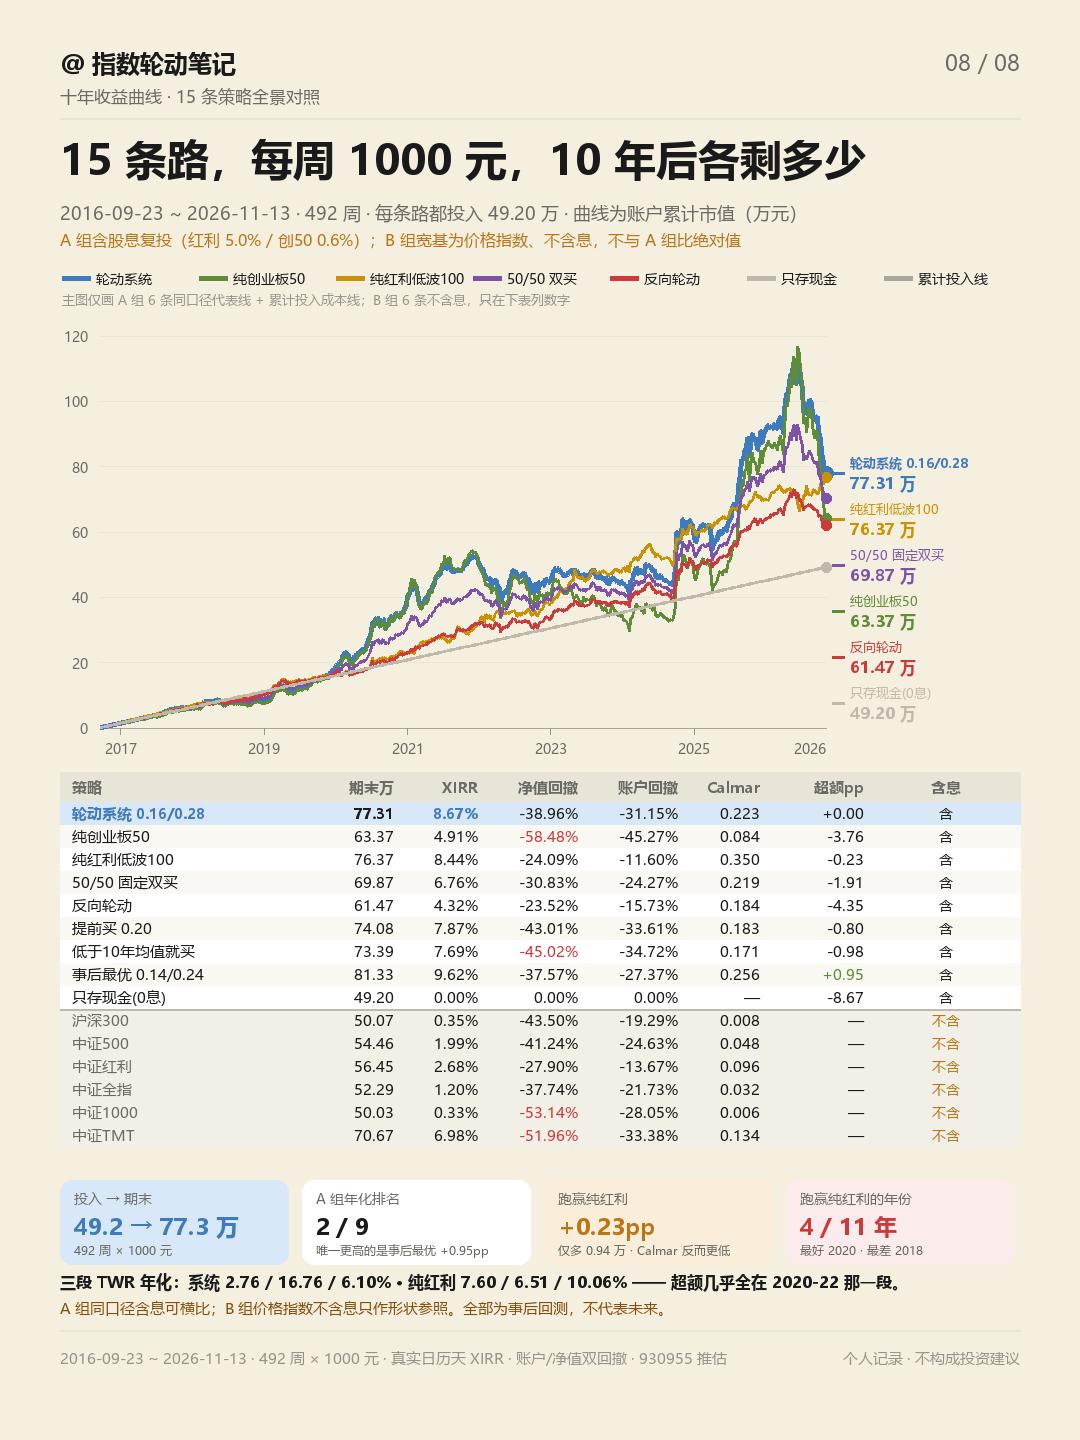 @ 指数轮动笔记
08 / 08
十年收益曲线 · 15 条策略全景对照
15 条路，每周 1000 元，10 年后各剩多少
2016-09-23 ~ 2026-11-13 · 492 周 · 每条路都投入 49.20 万 · 曲线为账户累计市值（万元）
A 组含股息复投（红利 5.0% / 创50 0.6%）；B 组宽基为价格指数、不含息，不与 A 组比绝对值
轮动系统 纯创业板50 纯红利低波100 50/50 双买 反向轮动 只存现金 累计投入线
主图仅画 A 组 6 条同口径代表线 + 累计投入成本线；B 组 6 条不含息，只在下表列数字
120
100
80
60
40
20
0
2017 2019 2021 2023 2025 2026
轮动系统 0.16/0.28
77.31 万
纯红利低波100
76.37 万
50/50 固定双买
69.87 万
纯创业板50
63.37 万
反向轮动
61.47 万
只存现金(0息)
49.20 万
策略 期末万 XIRR 净值回撤 账户回撤 Calmar 超额pp 含息
轮动系统 0.16/0.28 77.31 8.67% -38.96% -31.15% 0.223 +0.00 含
纯创业板50 63.37 4.91% -58.48% -45.27% 0.084 -3.76 含
纯红利低波100 76.37 8.44% -24.09% -11.60% 0.350 -0.23 含
50/50 固定双买 69.87 6.76% -30.83% -24.27% 0.219 -1.91 含
反向轮动 61.47 4.32% -23.52% -15.73% 0.184 -4.35 含
提前买 0.20 74.08 7.87% -43.01% -33.61% 0.183 -0.80 含
低于10年均值就买 73.39 7.69% -45.02% -34.72% 0.171 -0.98 含
事后最优 0.14/0.24 81.33 9.62% -37.57% -27.37% 0.256 +0.95 含
只存现金(0息) 49.20 0.00% 0.00% 0.00% — -8.67 含
沪深300 50.07 0.35% -43.50% -19.29% 0.008 — 不含
中证500 54.46 1.99% -41.24% -24.63% 0.048 — 不含
中证红利 56.45 2.68% -27.90% -13.67% 0.096 — 不含
中证全指 52.29 1.20% -37.74% -21.73% 0.032 — 不含
中证1000 50.03 0.33% -53.14% -28.05% 0.006 — 不含
中证TMT 70.67 6.98% -51.96% -33.38% 0.134 — 不含
投入 → 期末
49.2 → 77.3 万
492 周 × 1000 元
A 组年化排名
2 / 9
唯一更高的是事后最优 +0.95pp
跑赢纯红利
+0.23pp
仅多 0.94 万 · Calmar 反而更低
跑赢纯红利的年份
4 / 11 年
最好 2020 · 最差 2018
三段 TWR 年化：系统 2.76 / 16.76 / 6.10% • 纯红利 7.60 / 6.51 / 10.06% —— 超额几乎全在 2020-22 那一段。
A 组同口径含息可横比；B 组价格指数不含息只作形状参照。全部为事后回测，不代表未来。
2016-09-23 ~ 2026-11-13 · 492 周 × 1000 元 · 真实日历天 XIRR · 账户/净值双回撤 · 930955 推估
个人记录 · 不构成投资建议